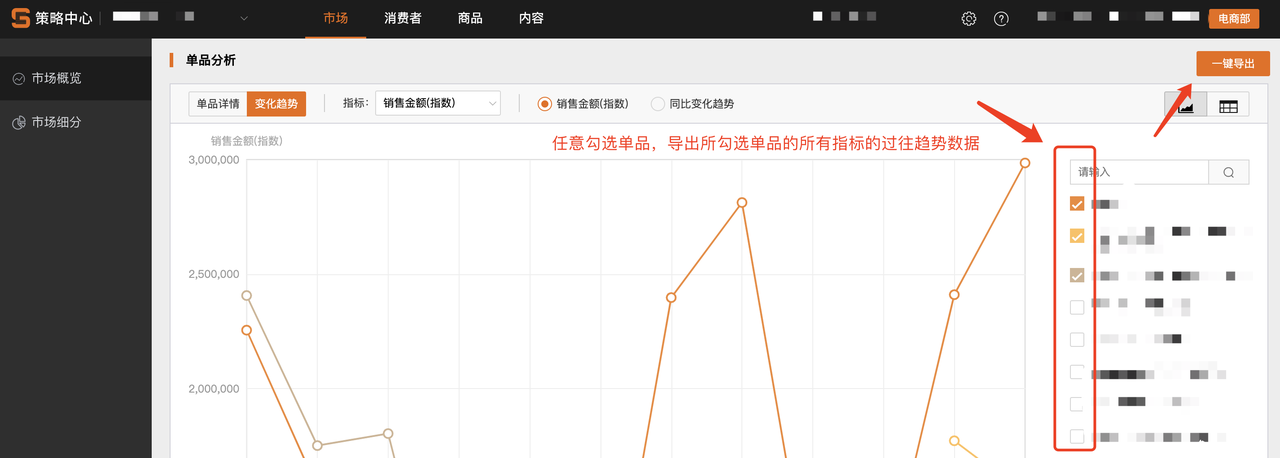 策略中心
市场
消费者
商品
内容
电商部
市场概览
市场细分
单品分析
一键导出
单品详情
变化趋势
指标：
销售金额(指数)
销售金额(指数)
同比变化趋势
销售金额(指数)
任意勾选单品，导出所勾选单品的所有指标的过往趋势数据
请输入
3,000,000
2,500,000
2,000,000